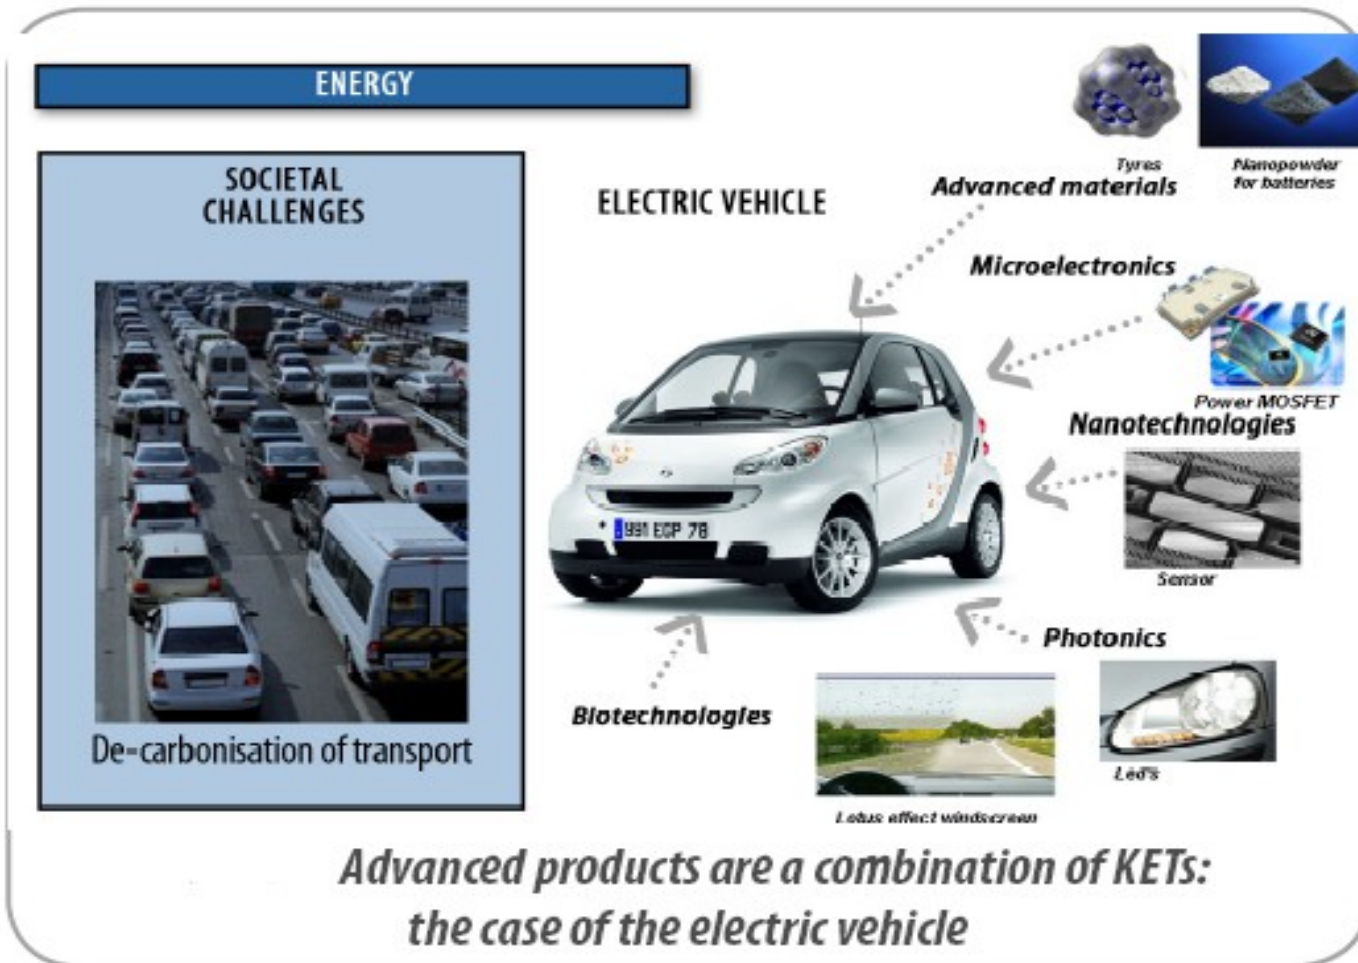 ENERGY
SOCIETAL
CHALLENGES
De-carbonisation of transport
ELECTRIC VEHICLE
Tyres
Nanopowder
for batteries
Advanced materials
Microelectronics
Power MOSFET
Nanotechnologies
Sensor
Photonics
Led's
Lotus effect windscreen
Biotechnologies
991 EGP 78
Advanced products are a combination of KETs:
the case of the electric vehicle